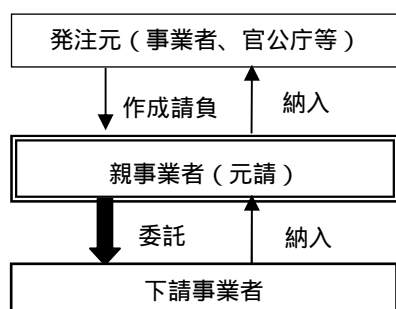 発注元（事業者、官公庁等）
作成請負
納入
親事業者（元請）
委託
納入
下請事業者